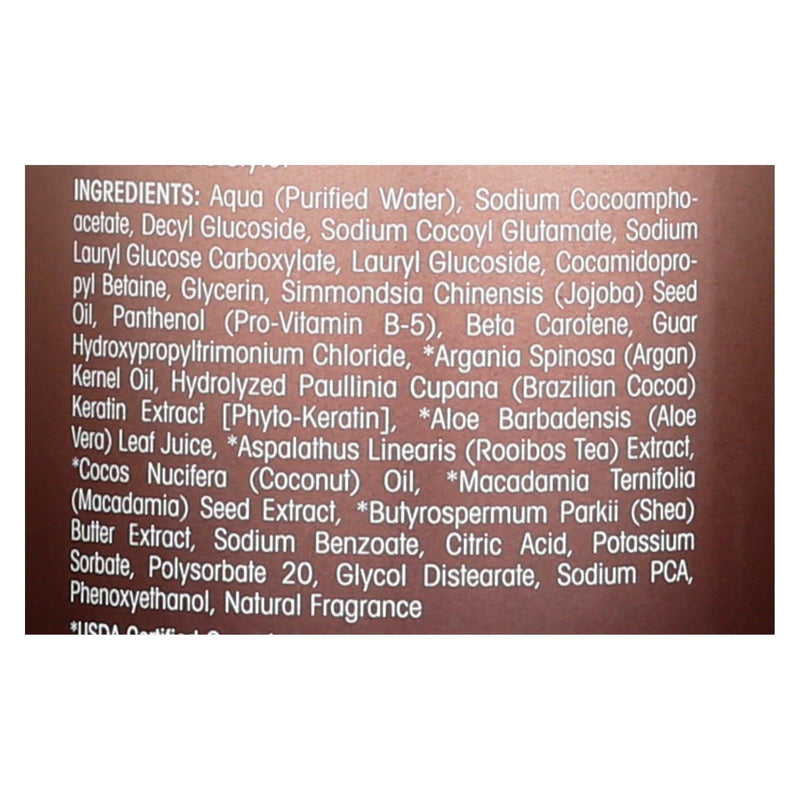 INGREDIENTS: Aqua (Purified Water), Sodium Cocoampho-
acetate, Decyl Glucoside, Sodium Cocoyl Glutamate, Sodium
Lauryl Glucose Carboxylate, Lauryl Glucoside, Cocamidopro-
pyl Betaine, Glycerin, Simmondsia Chinensis (Jojoba) Seed
Oil, Panthenol (Pro-Vitamin B-5), Beta Carotene, Guar
Hydroxypropyltrimonium Chloride, *Argania Spinosa (Argan)
Kernel Oil, Hydrolyzed Paullinia Cupana (Brazilian Cocoa)
Keratin Extract [Phyto-Keratin], *Aloe Barbadensis (Aloe
Vera) Leaf Juice, *Aspalathus Linearis (Rooibos Tea) Extract,
*Cocos Nucifera (Coconut) Oil, *Macadamia Ternifolia
(Macadamia) Seed Extract, *Butyrospermum Parkii (Shea)
Butter Extract, Sodium Benzoate, Citric Acid, Potassium
Sorbate, Polysorbate 20, Glycol Distearate, Sodium PCA,
Phenoxyethanol, Natural Fragrance
*USDA Certified